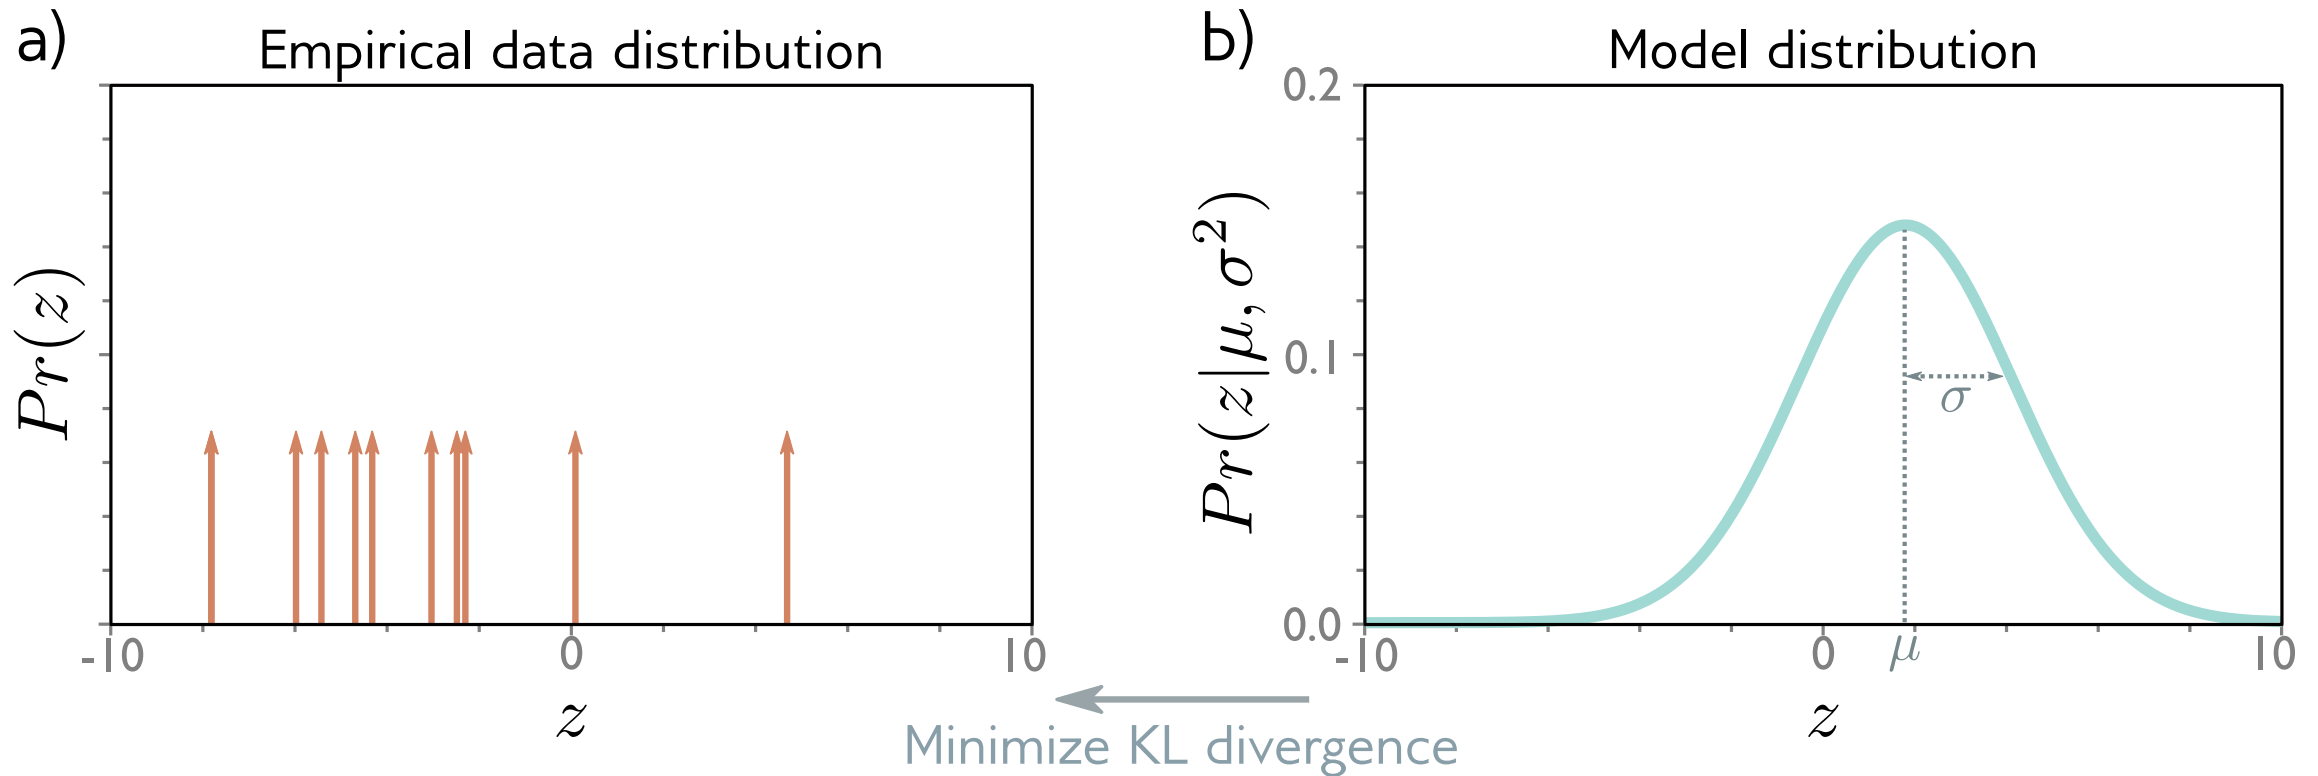 a)
Empirical data distribution
Pr(z)
-10
0
10
z
b)
Model distribution
Pr(z|μ, σ²)
0.2
0.1
0.0
σ
-10
0
μ
10
z
Minimize KL divergence